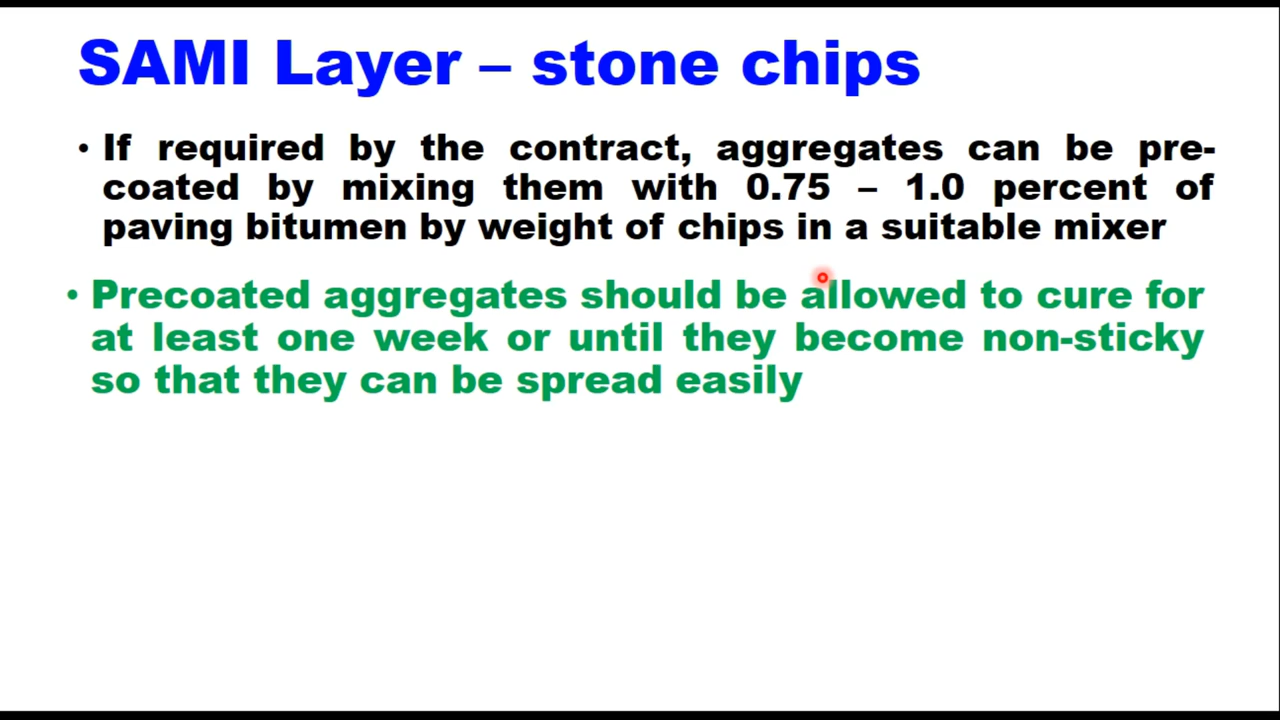 SAMI Layer – stone chips
• If required by the contract, aggregates can be pre-
coated by mixing them with 0.75 – 1.0 percent of
paving bitumen by weight of chips in a suitable mixer
• Precoated aggregates should be allowed to cure for
at least one week or until they become non-sticky
so that they can be spread easily